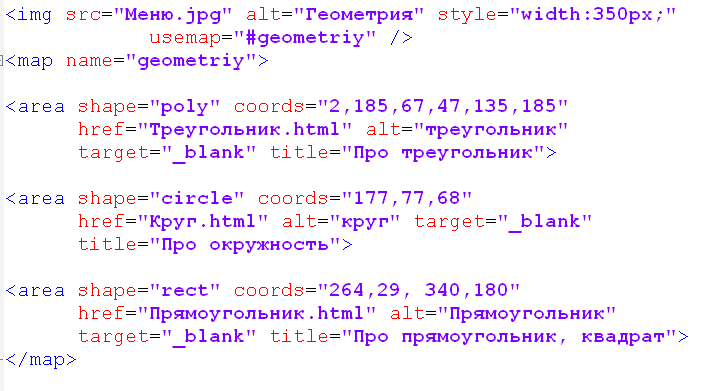 <img src="Меню.jpg" alt="Геометрия" style="width:350px;"
usemap="#geometriy" />
<map name="geometriy">
<area shape="poly" coords="2,185,67,47,135,185"
href="Треугольник.html" alt="треугольник"
target="_blank" title="Про треугольник">
<area shape="circle" coords="177,77,68"
href="Круг.html" alt="круг" target="_blank"
title="Про окружность">
<area shape="rect" coords="264,29, 340,180"
href="Прямоугольник.html" alt="Прямоугольник"
target="_blank" title="Про прямоугольник, квадрат">
</map>